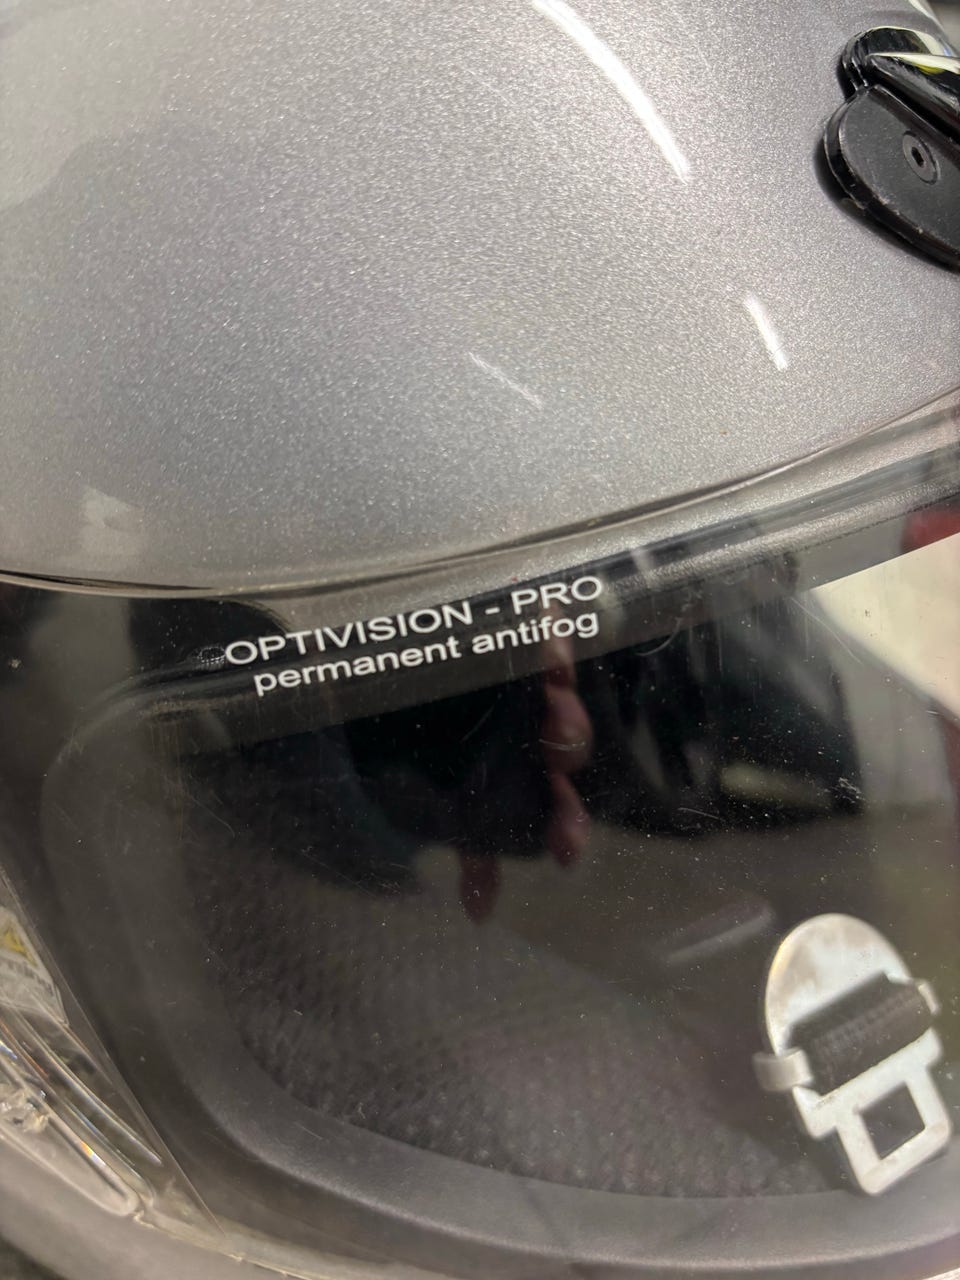 OPTIVISION - PRO
permanent antifog